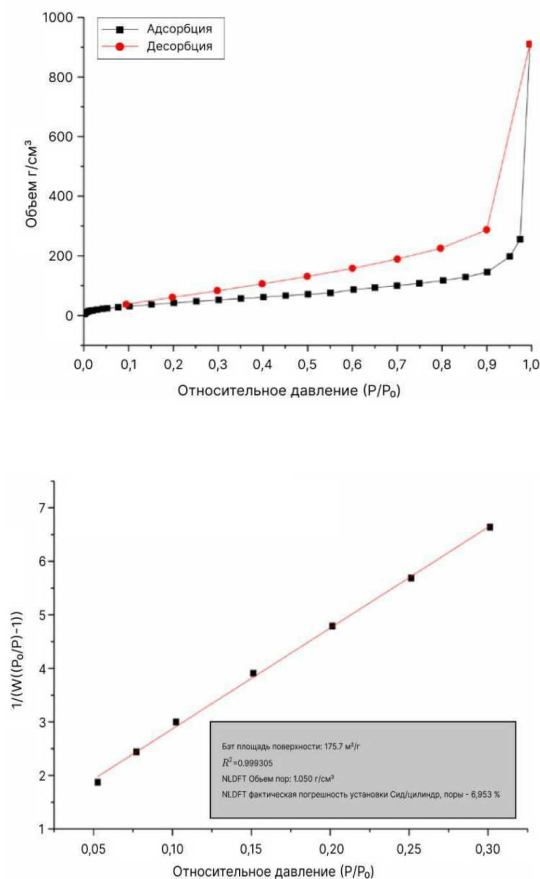 Адсорбция
Десорбция
Объем г/см³
1000
800
600
400
200
0
0,0 0,1 0,2 0,3 0,4 0,5 0,6 0,7 0,8 0,9 1,0
Относительное давление (P/P₀)
1/(W((P₀/P)-1))
7
6
5
4
3
2
1
Бэт площадь поверхности: 175.7 м²/г
R²=0.999305
NLDFT Объем пор: 1.050 г/см³
NLDFT фактическая погрешность установки Сид/цилиндр, поры - 6,953 %
0,05 0,10 0,15 0,20 0,25 0,30
Относительное давление (P/P₀)